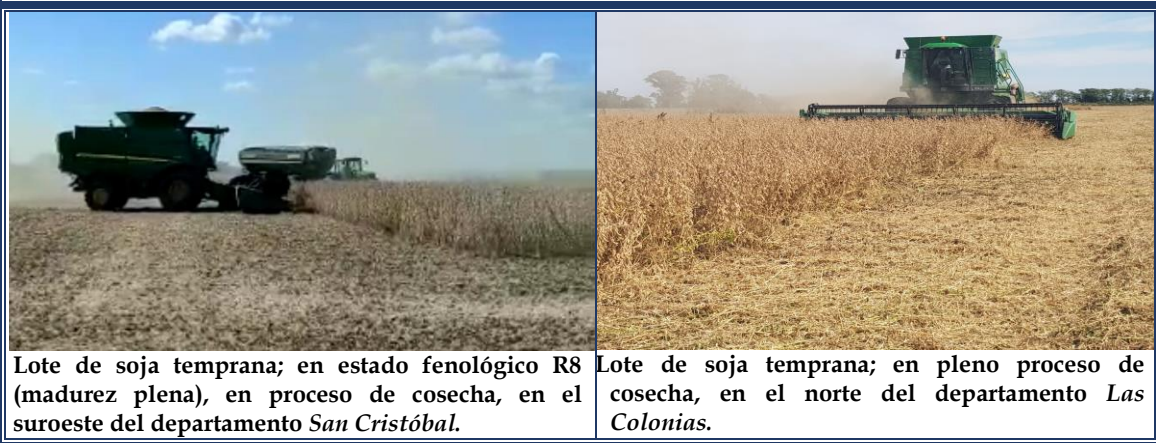 Lote de soja temprana; en estado fenológico R8
(madurez plena), en proceso de cosecha, en el
suroeste del departamento San Cristóbal.
Lote de soja temprana; en pleno proceso de
cosecha, en el norte del departamento Las
Colonias.